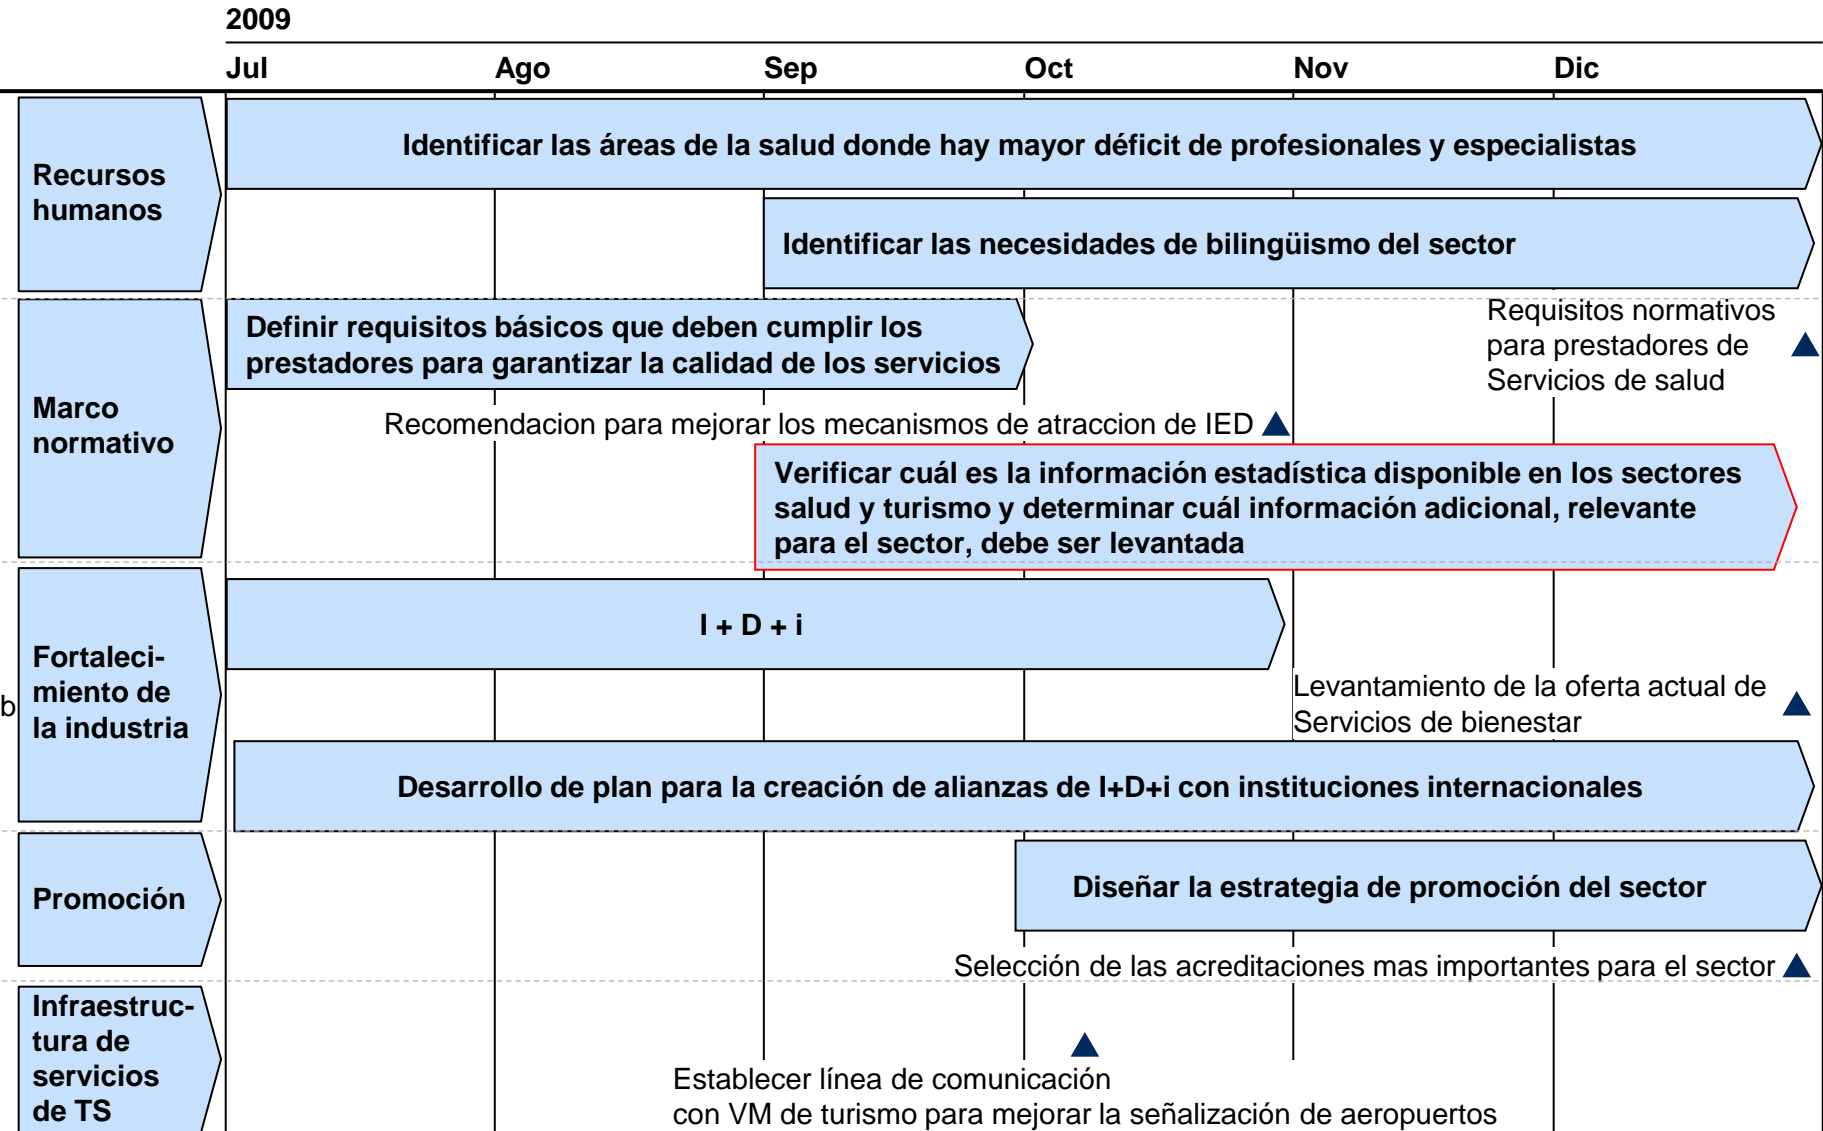 2009
Jul Ago Sep Oct Nov Dic
Recursos
humanos
Identificar las áreas de la salud donde hay mayor déficit de profesionales y especialistas
Identificar las necesidades de bilingüismo del sector
Marco
normativo
Definir requisitos básicos que deben cumplir los
prestadores para garantizar la calidad de los servicios
Requisitos normativos
para prestadores de
Servicios de salud
Recomendacion para mejorar los mecanismos de atraccion de IED
Verificar cuál es la información estadística disponible en los sectores
salud y turismo y determinar cuál información adicional, relevante
para el sector, debe ser levantada
b
Fortaleci-
miento de
la industria
I + D + i
Levantamiento de la oferta actual de
Servicios de bienestar
Desarrollo de plan para la creación de alianzas de I+D+i con instituciones internacionales
Promoción
Diseñar la estrategia de promoción del sector
Selección de las acreditaciones mas importantes para el sector
Infraestruc-
tura de
servicios
de TS
Establecer línea de comunicación
con VM de turismo para mejorar la señalización de aeropuertos